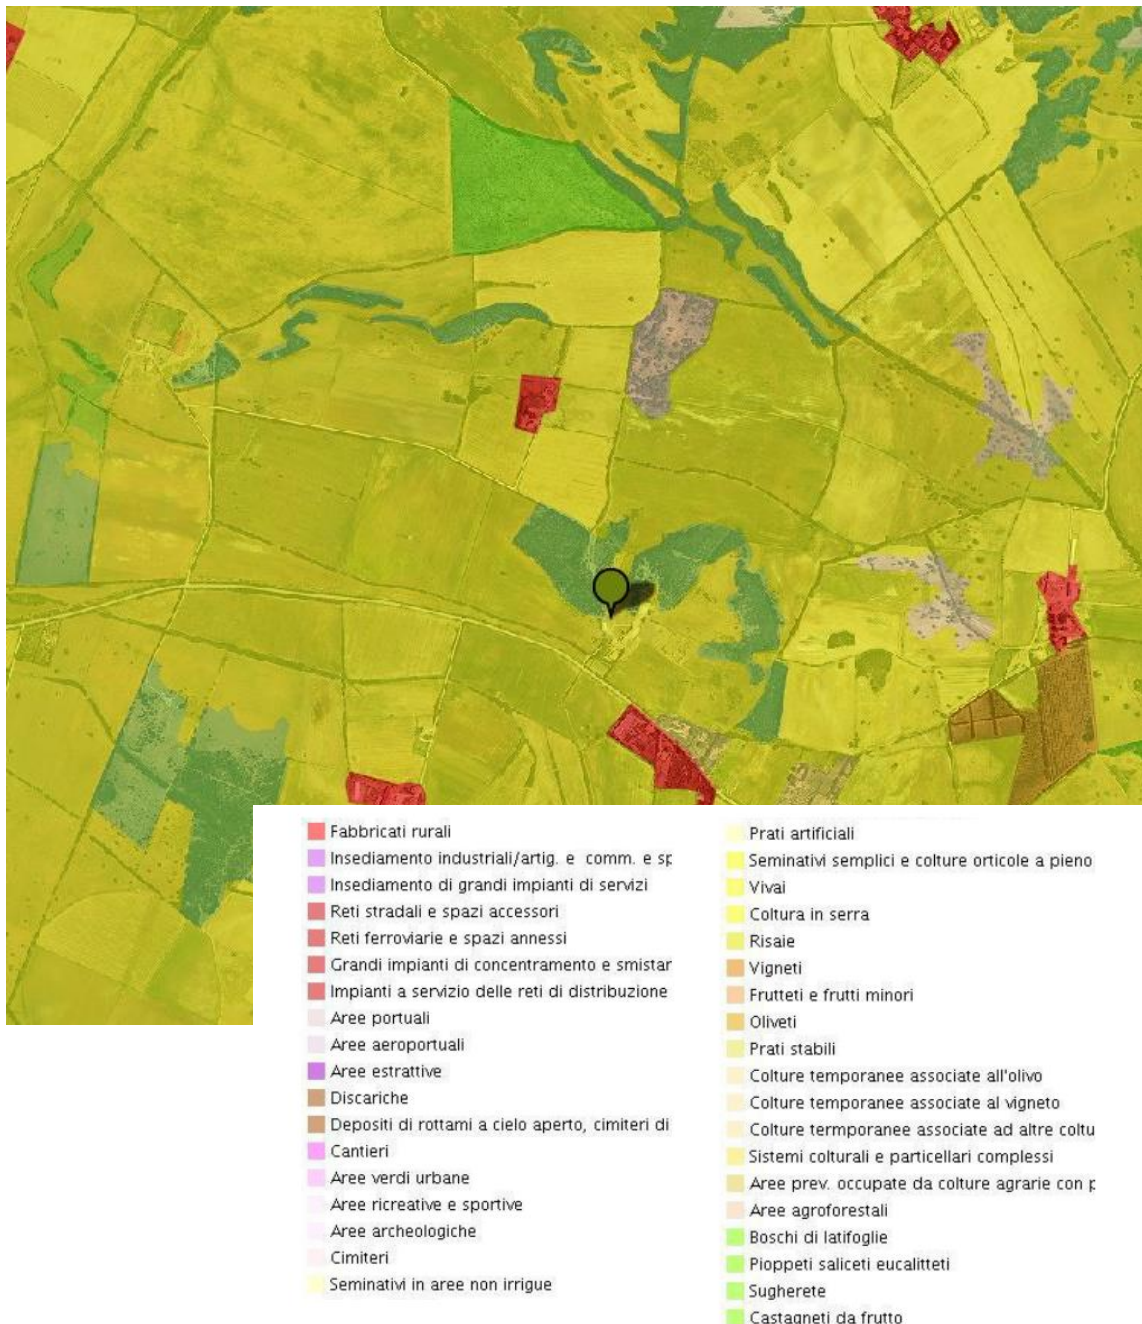 Fabbricati rurali
Insediamento industriali/artig. e comm. e sp
Insediamento di grandi impianti di servizi
Reti stradali e spazi accessori
Reti ferroviarie e spazi annessi
Grandi impianti di concentramento e smistar
Impianti a servizio delle reti di distribuzione
Aree portuali
Aree aeroportuali
Aree estrattive
Discariche
Depositi di rottami a cielo aperto, cimiteri di
Cantieri
Aree verdi urbane
Aree ricreative e sportive
Aree archeologiche
Cimiteri
Seminativi in aree non irrigue
Prati artificiali
Seminativi semplici e colture orticole a pieno
Vivai
Coltura in serra
Risaie
Vigneti
Frutteti e frutti minori
Oliveti
Prati stabili
Colture temporanee associate all'olivo
Colture temporanee associate al vigneto
Colture termporanee associate ad altre coltu
Sistemi colturali e particellari complessi
Aree prev. occupate da colture agrarie con p
Aree agroforestali
Boschi di latifoglie
Pioppeti saliceti eucalitteti
Sugherete
Castagneti da frutto